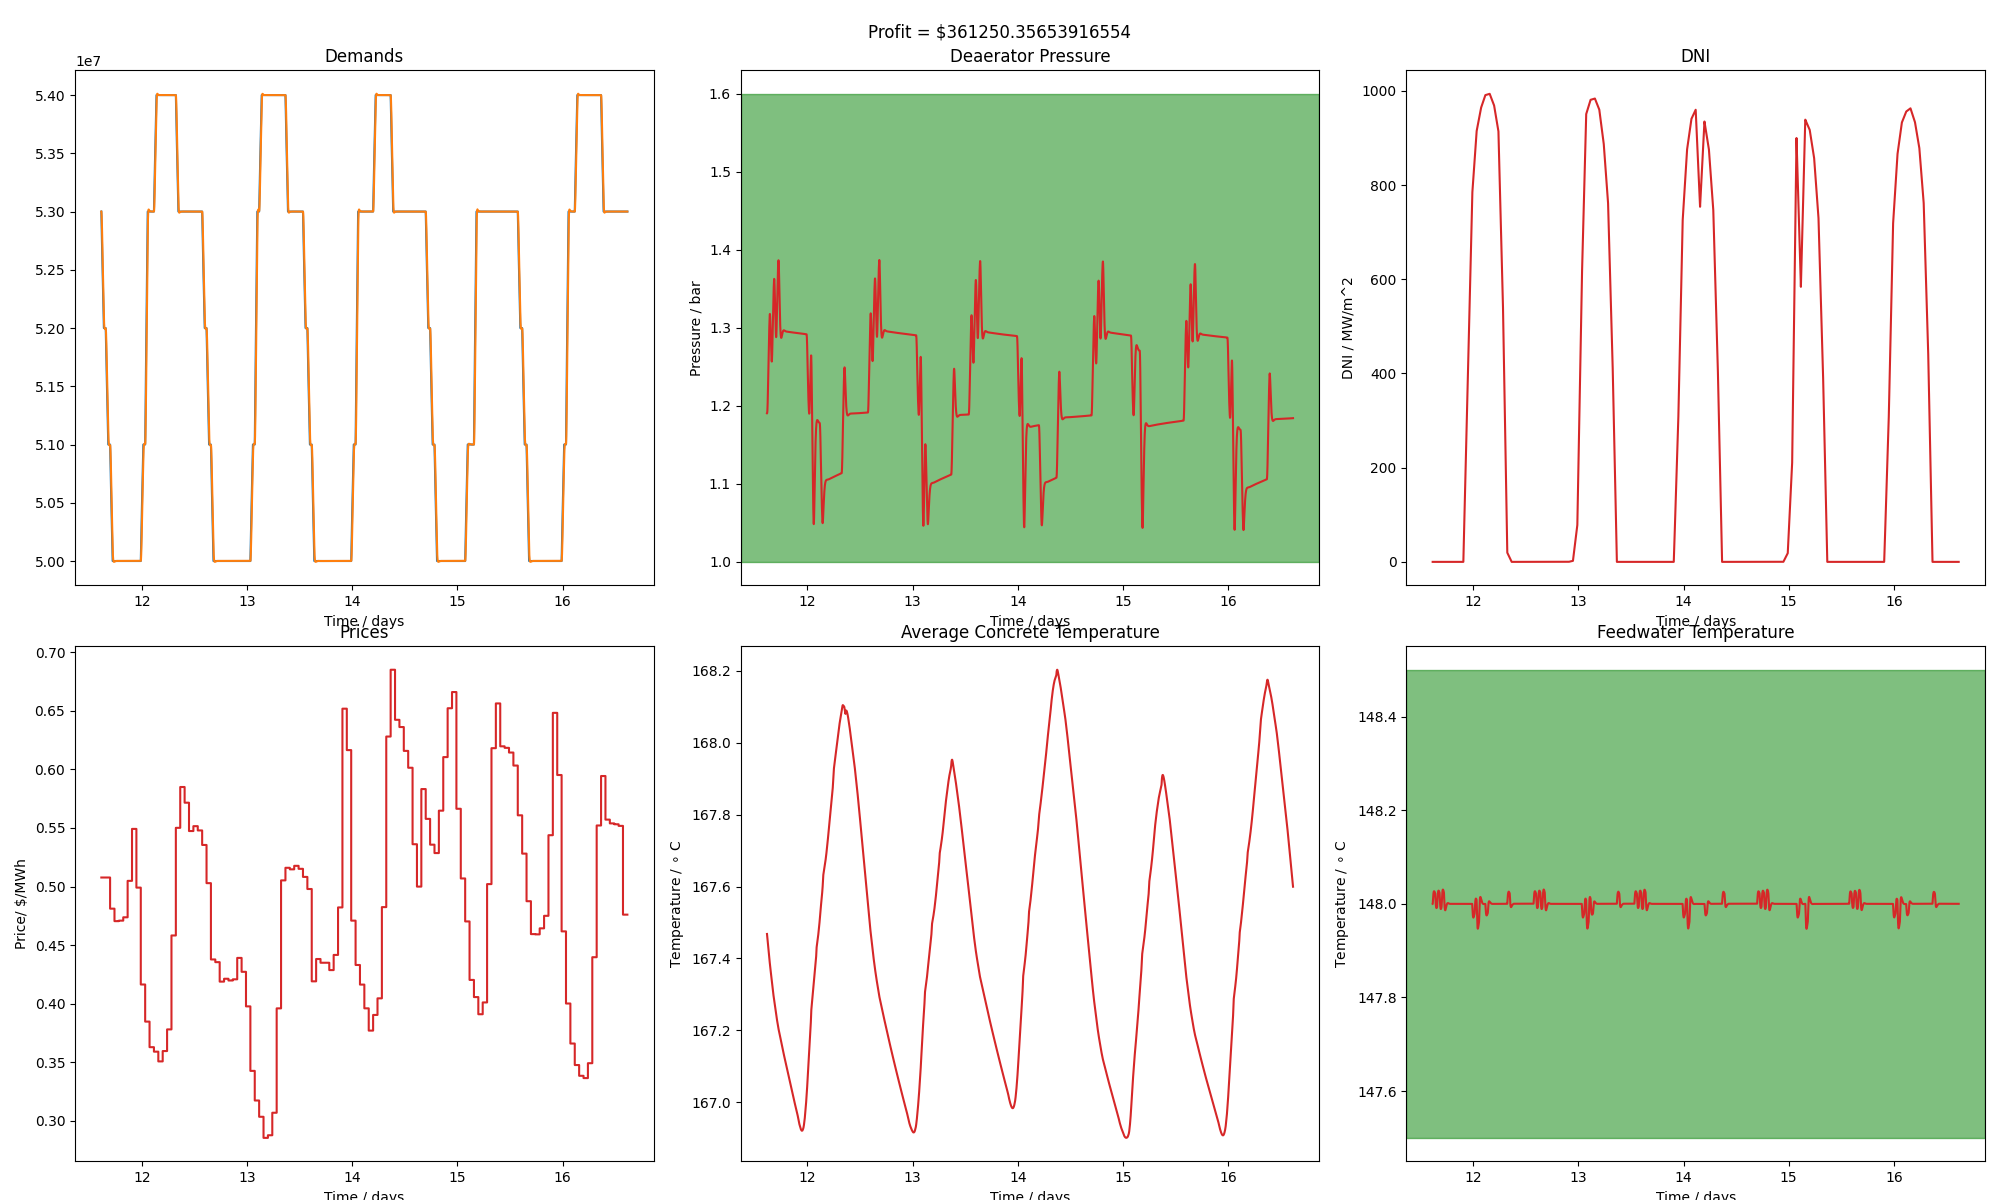 Profit = $361250.35653916554
Demands
1e7
5.40
5.35
5.30
5.25
5.20
5.15
5.10
5.05
5.00
12 13 14 15 16
Time / days
Deaerator Pressure
Pressure / bar
1.6
1.5
1.4
1.3
1.2
1.1
1.0
12 13 14 15 16
Time / days
DNI
DNI / MW/m^2
1000
800
600
400
200
0
12 13 14 15 16
Time / days
Prices
Price/ $/MWh
0.70
0.65
0.60
0.55
0.50
0.45
0.40
0.35
0.30
12 13 14 15 16
Time / days
Average Concrete Temperature
Temperature / ∘ C
168.2
168.0
167.8
167.6
167.4
167.2
167.0
12 13 14 15 16
Time / days
Feedwater Temperature
Temperature / ∘ C
148.4
148.2
148.0
147.8
147.6
12 13 14 15 16
Time / days